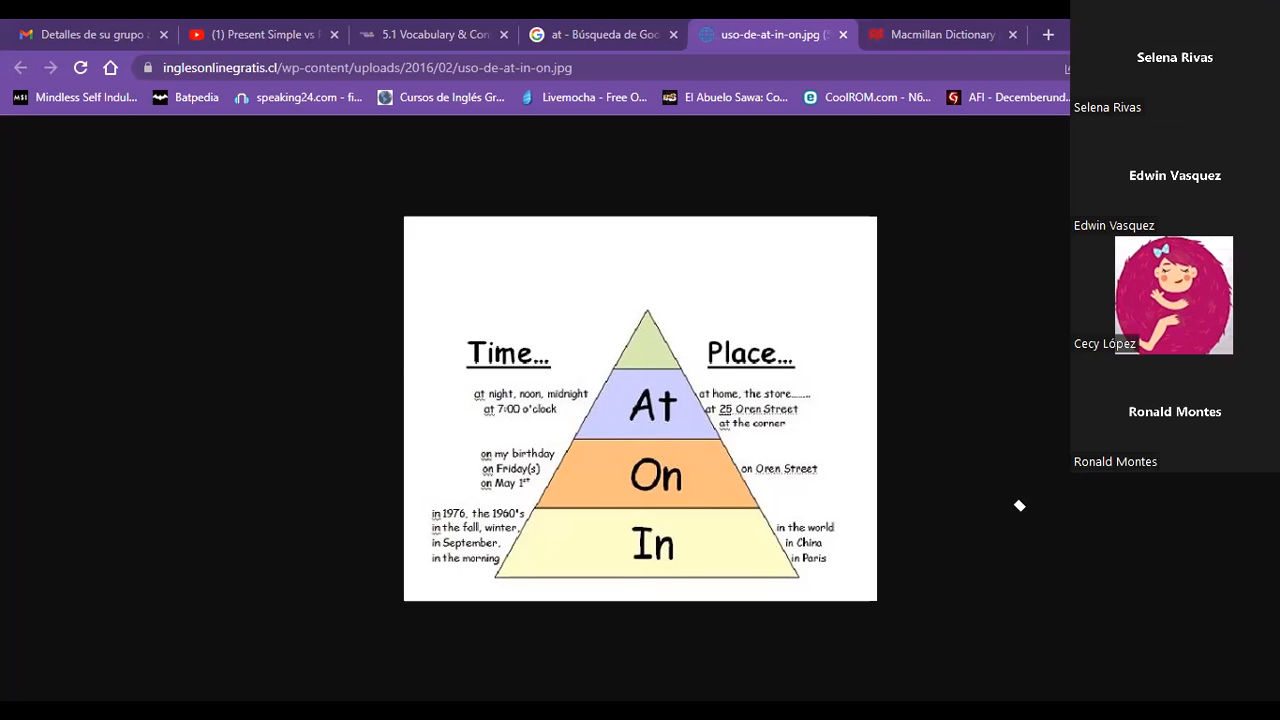 Detalles de su grupo
(1) Present Simple vs
5.1 Vocabulary & Con
at - Búsqueda de Goo
uso-de-at-in-on.jpg
Macmillan Dictionary
inglesonlinegratis.cl/wp-content/uploads/2016/02/uso-de-at-in-on.jpg
Mindless Self Indul...
Batpedia
speaking24.com - fi...
Cursos de Inglés Gr...
Livemocha - Free O...
El Abuelo Sawa: Co...
CoolROM.com - N6...
AFI - Decemberund...
Selena Rivas
Selena Rivas
Edwin Vasquez
Edwin Vasquez
Cecy López
Ronald Montes
Ronald Montes
Time...
Place...
at night, noon, midnight
at 7:00 o'clock
At
at home, the store........
at 25 Oren Street
at the corner
on my birthday
on Friday(s)
on May 1st
On
on Oren Street
in 1976, the 1960's
in the fall, winter,
in September,
in the morning
In
in the world
in China
in Paris